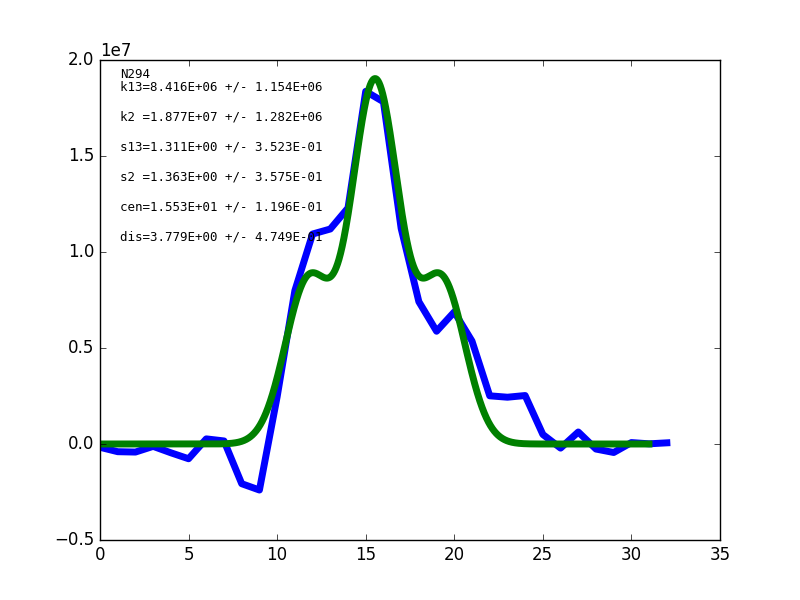 1e7
2.0
N294
k13=8.416E+06 +/- 1.154E+06
k2 =1.877E+07 +/- 1.282E+06
1.5
s13=1.311E+00 +/- 3.523E-01
s2 =1.363E+00 +/- 3.575E-01
cen=1.553E+01 +/- 1.196E-01
dis=3.779E+00 +/- 4.749E-01
1.0
0.5
0.0
−0.5
0 5 10 15 20 25 30 35